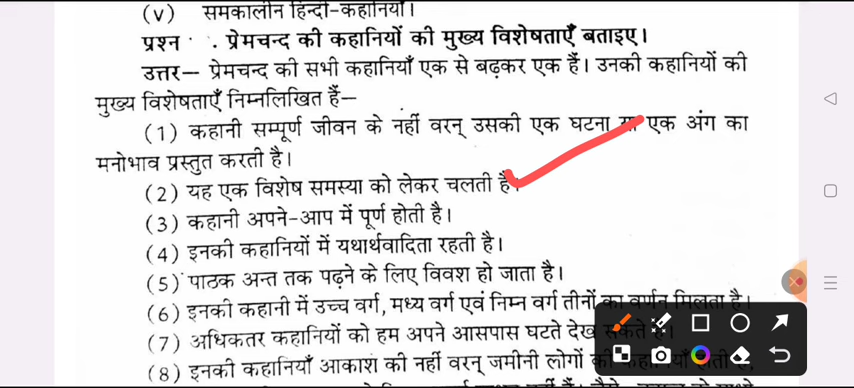 (v) समकालीन हिन्दी-कहानियाँ।
प्रश्न . प्रेमचन्द की कहानियों की मुख्य विशेषताएँ बताइए।
उत्तर— प्रेमचन्द की सभी कहानियाँ एक से बढ़कर एक हैं। उनकी कहानियों की
मुख्य विशेषताएँ निम्नलिखित हैं—
(1) कहानी सम्पूर्ण जीवन के नहीं वरन् उसकी एक घटना या एक अंग का
मनोभाव प्रस्तुत करती है।
(2) यह एक विशेष समस्या को लेकर चलती है।
(3) कहानी अपने-आप में पूर्ण होती है।
(4) इनकी कहानियों में यथार्थवादिता रहती है।
(5) पाठक अन्त तक पढ़ने के लिए विवश हो जाता है।
(6) इनकी कहानी में उच्च वर्ग, मध्य वर्ग एवं निम्न वर्ग तीनों का वर्णन मिलता है।
(7) अधिकतर कहानियों को हम अपने आसपास घटते देख सकते हैं।
(8) इनकी कहानियाँ आकाश की नहीं वरन् जमीनी लोगों की